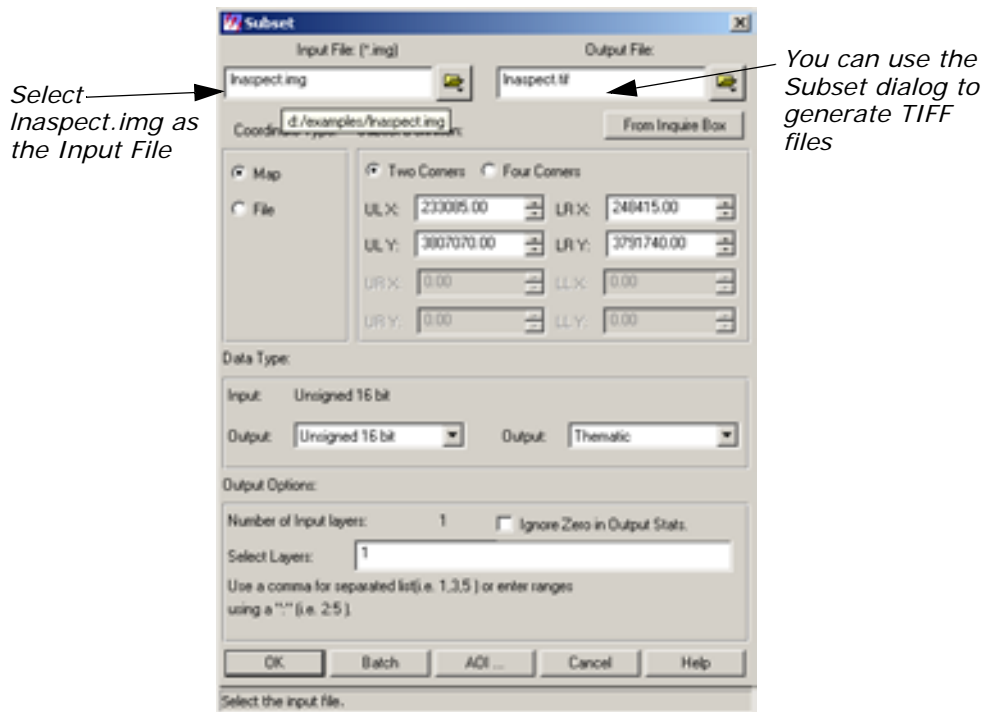 Subset
Input File: (*.img)
Output File:
lnaspect.img
lnaspect.tif
Select
lnaspect.img as
the Input File
You can use the
Subset dialog to
generate TIFF
files
d:/examples/lnaspect.img
From Inquire Box
Map
File
Two Corners
Four Corners
UL X: 233085.00 LR X: 248415.00
UL Y: 3807070.00 LR Y: 3791740.00
UR X: 0.00 LL X: 0.00
UR Y: 0.00 LL Y: 0.00
Data Type:
Input: Unsigned 16 bit
Output: Unsigned 16 bit Output: Thematic
Output Options:
Number of Input layers: 1 Ignore Zero in Output Stats.
Select Layers: 1
Use a comma for separated list(i.e. 1,3,5 ) or enter ranges
using a ":" (i.e. 2:5 ).
OK Batch AOI ... Cancel Help
Select the input file.